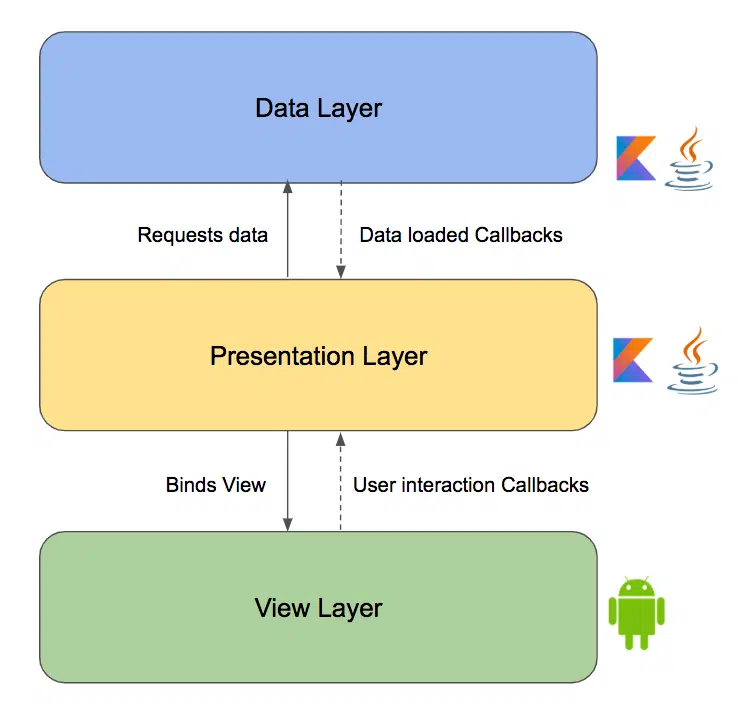 Data Layer
Requests data
Data loaded Callbacks
Presentation Layer
Binds View
User interaction Callbacks
View Layer